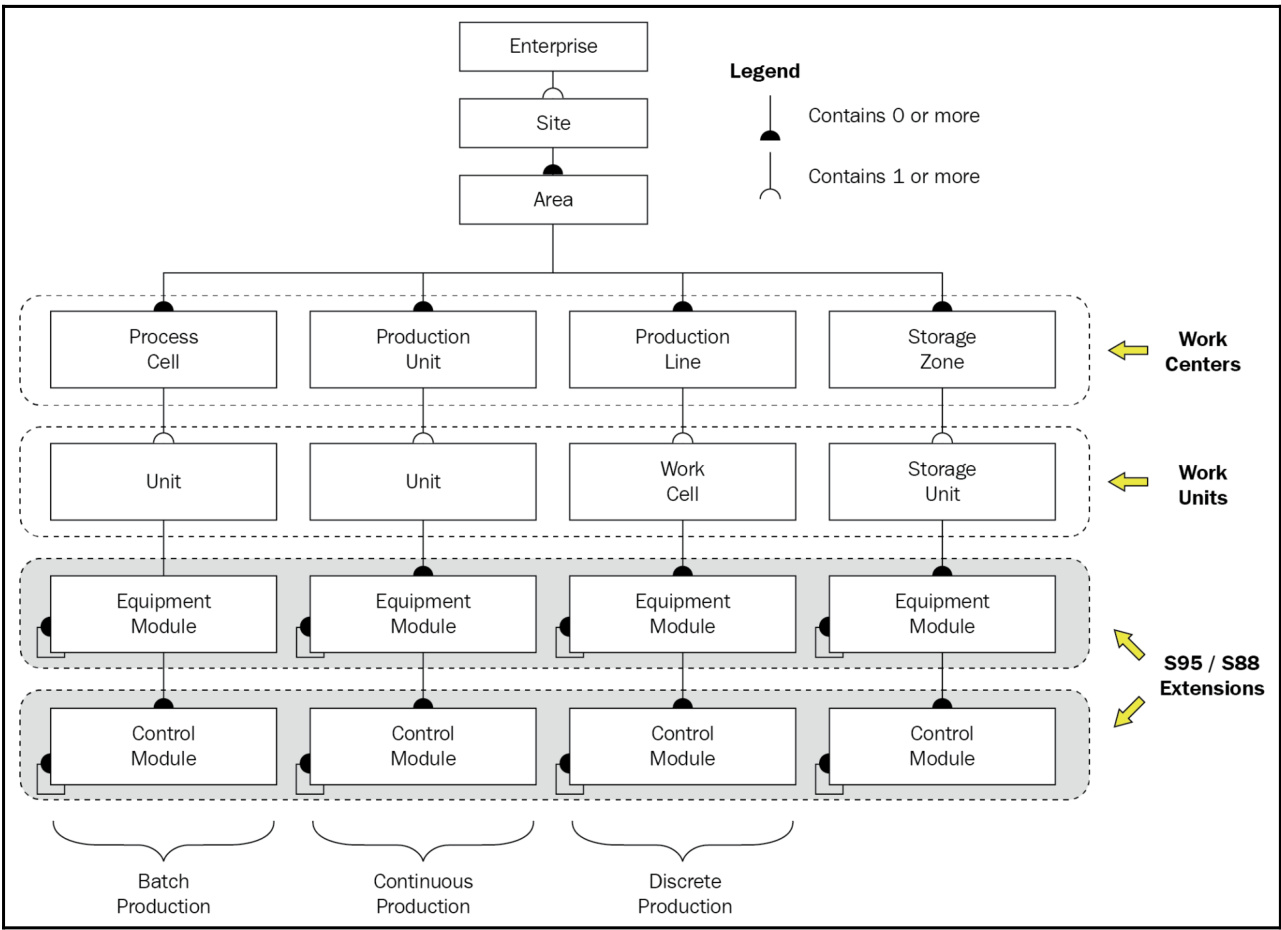 Enterprise
Legend
Contains 0 or more
Site
Contains 1 or more
Area
Process
Cell
Production
Unit
Production
Line
Storage
Zone
Work
Centers
Unit
Unit
Work
Cell
Storage
Unit
Work
Units
Equipment
Module
Equipment
Module
Equipment
Module
Equipment
Module
S95 / S88
Extensions
Control
Module
Control
Module
Control
Module
Control
Module
Batch
Production
Continuous
Production
Discrete
Production